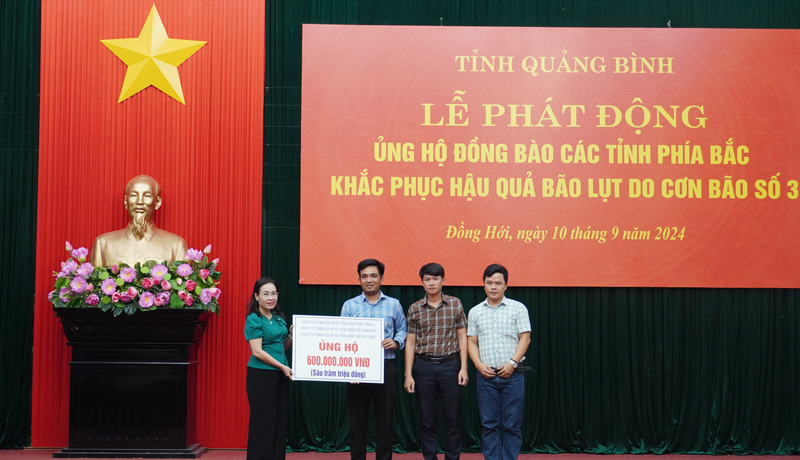 TỈNH QUẢNG BÌNH
LỄ PHÁT ĐỘNG
ỦNG HỘ ĐỒNG BÀO CÁC TỈNH PHÍA BẮC
KHẮC PHỤC HẬU QUẢ BÃO LỤT DO CƠN BÃO SỐ 3
Đồng Hới, ngày 10 tháng 9 năm 2024
ỦNG HỘ
600.000.000 VNĐ
(Sáu trăm triệu đồng)